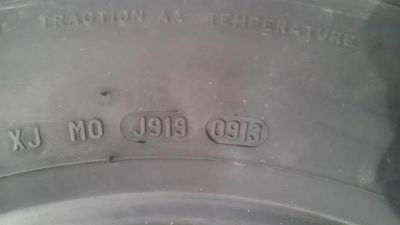 TRACTION AA TEMPERATURE
XJ MO J919 0913